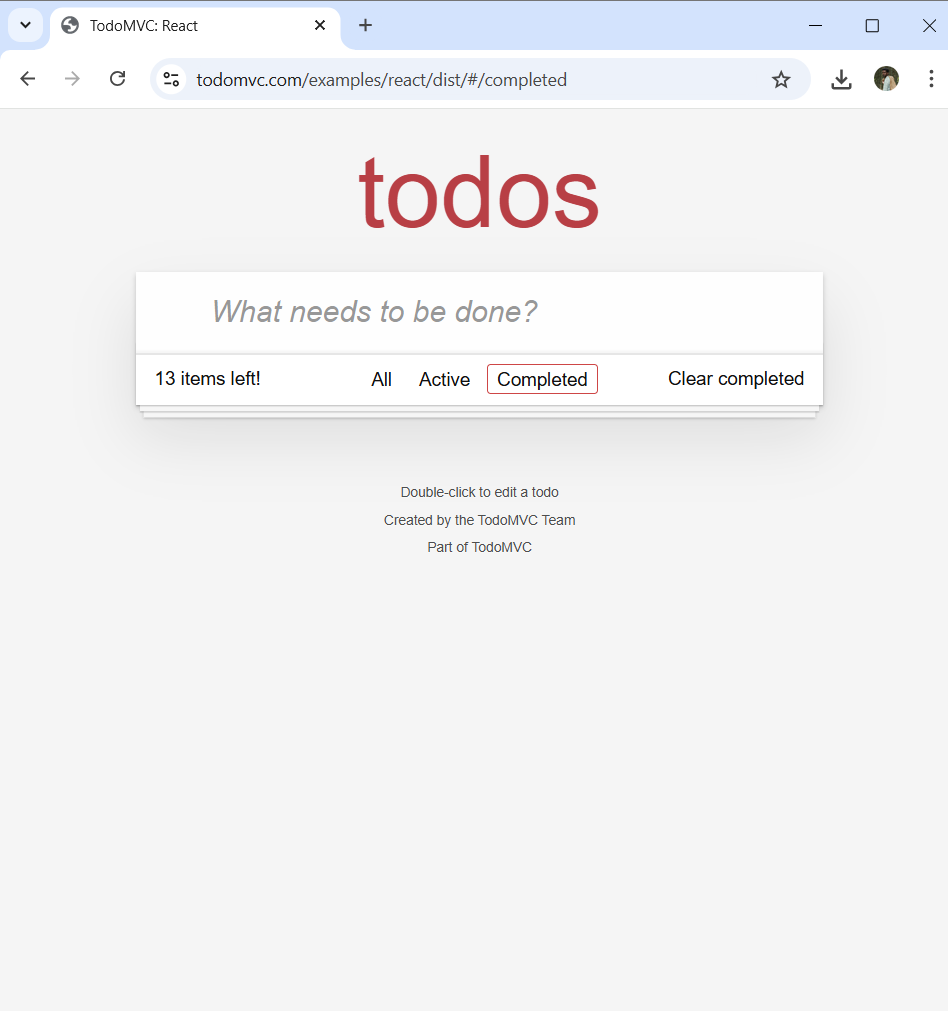 TodoMVC: React
todomvc.com/examples/react/dist/#/completed
todos
What needs to be done?
13 items left! All Active Completed Clear completed
Double-click to edit a todo
Created by the TodoMVC Team
Part of TodoMVC